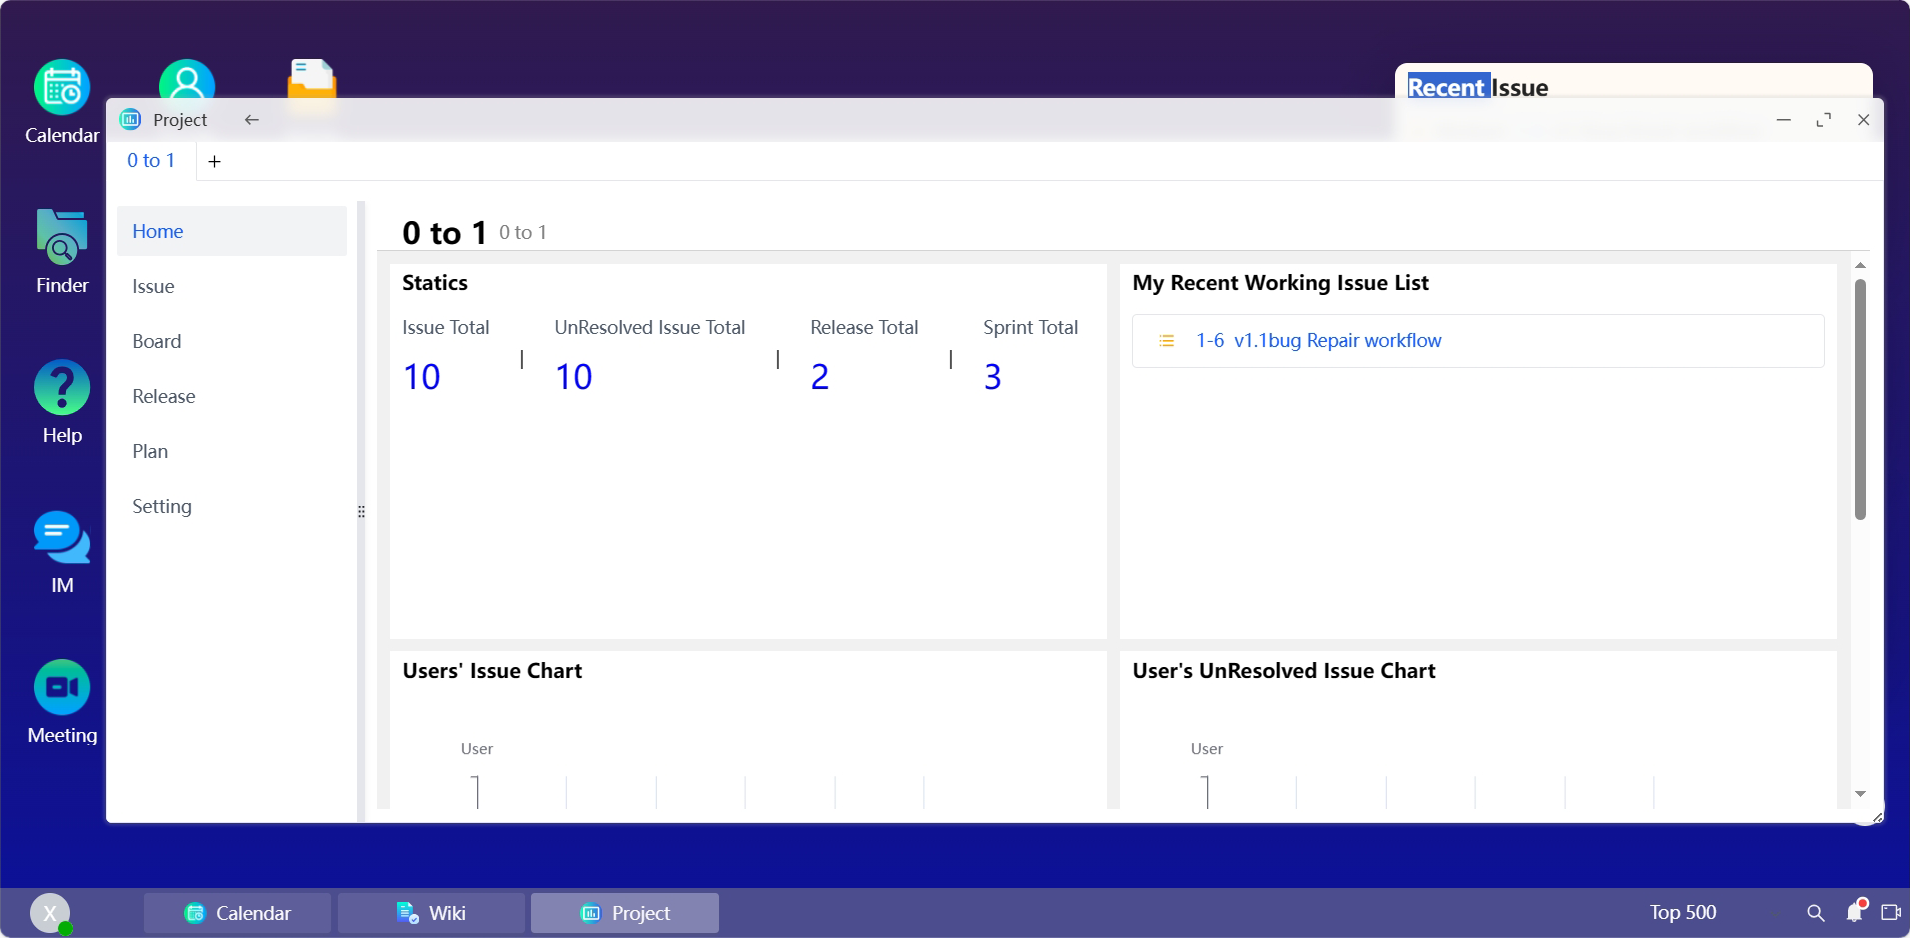 Recent Issue
Calendar
Project
0 to 1
Home
0 to 1 0 to 1
Issue
Statics
My Recent Working Issue List
Finder
Issue Total UnResolved Issue Total Release Total Sprint Total
Board
1-6 v1.1bug Repair workflow
10 10 2 3
Release
Help
Plan
Setting
IM
Users' Issue Chart
User's UnResolved Issue Chart
Meeting
User
User
X
Calendar
Wiki
Project
Top 500